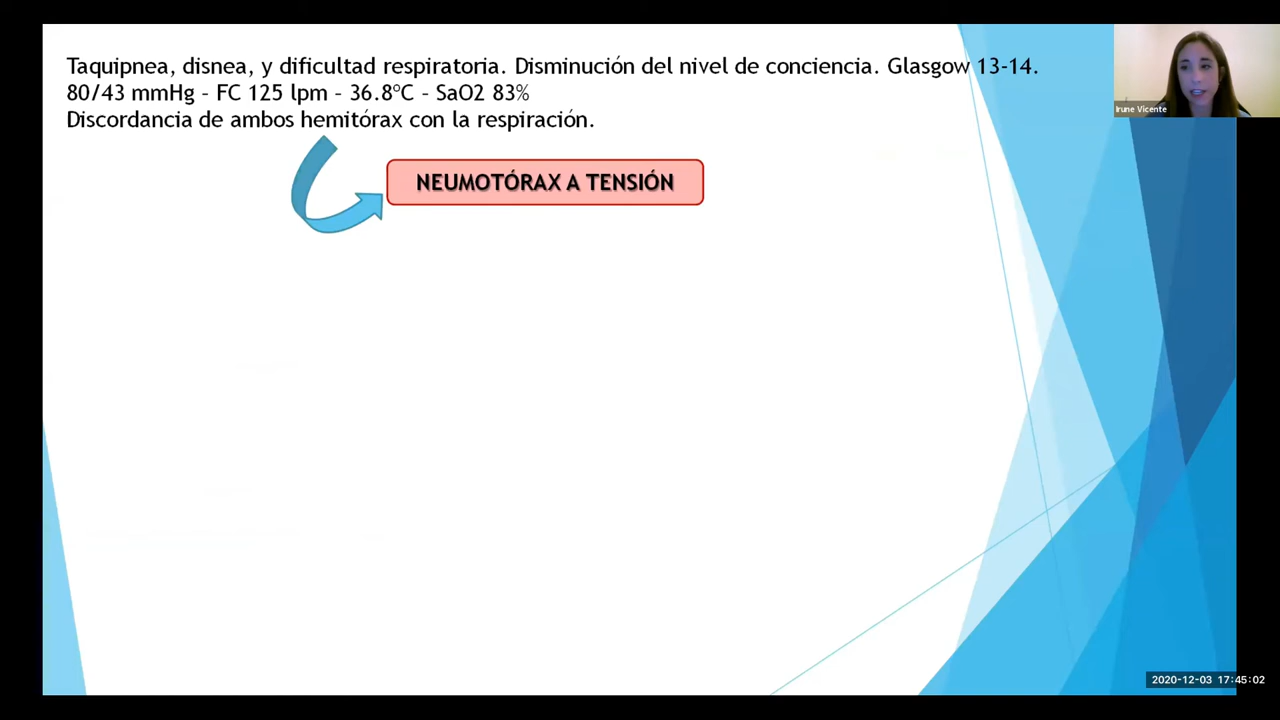 Taquipnea, disnea, y dificultad respiratoria. Disminución del nivel de conciencia. Glasgow 13-14.
80/43 mmHg - FC 125 lpm - 36.8ºC - SaO2 83%
Discordancia de ambos hemitórax con la respiración.
NEUMOTÓRAX A TENSIÓN
Irune Vicente
2020-12-03 17:45:02